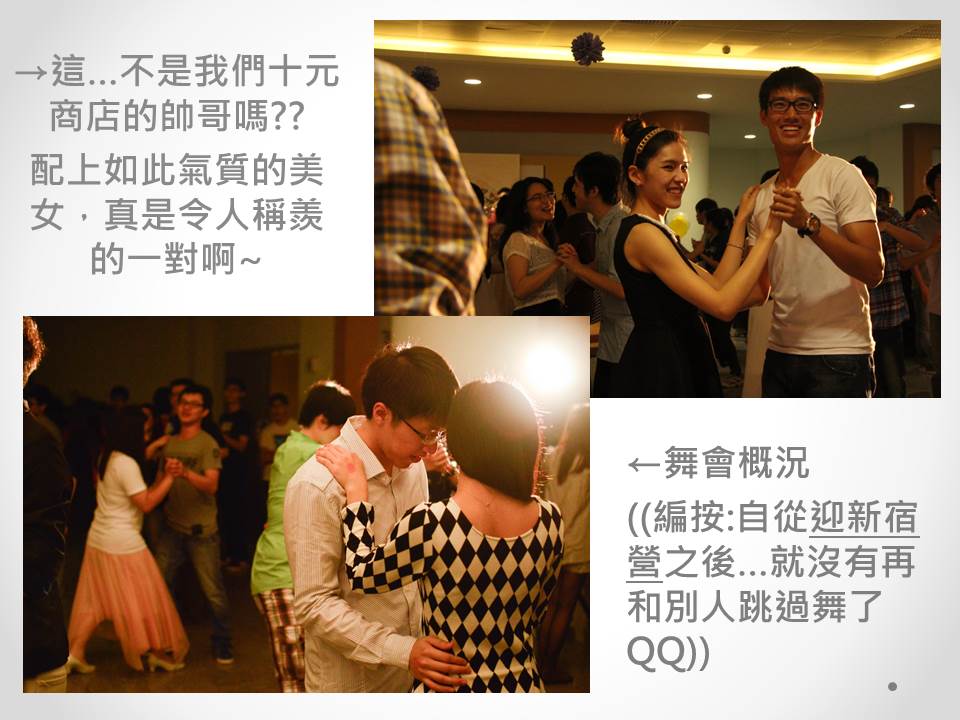 →這…不是我們十元
商店的帥哥嗎??
配上如此氣質的美
女，真是令人稱羨
的一對啊~
←舞會概況
((編按:自從迎新宿
營之後…就沒有再
和別人跳過舞了
QQ))